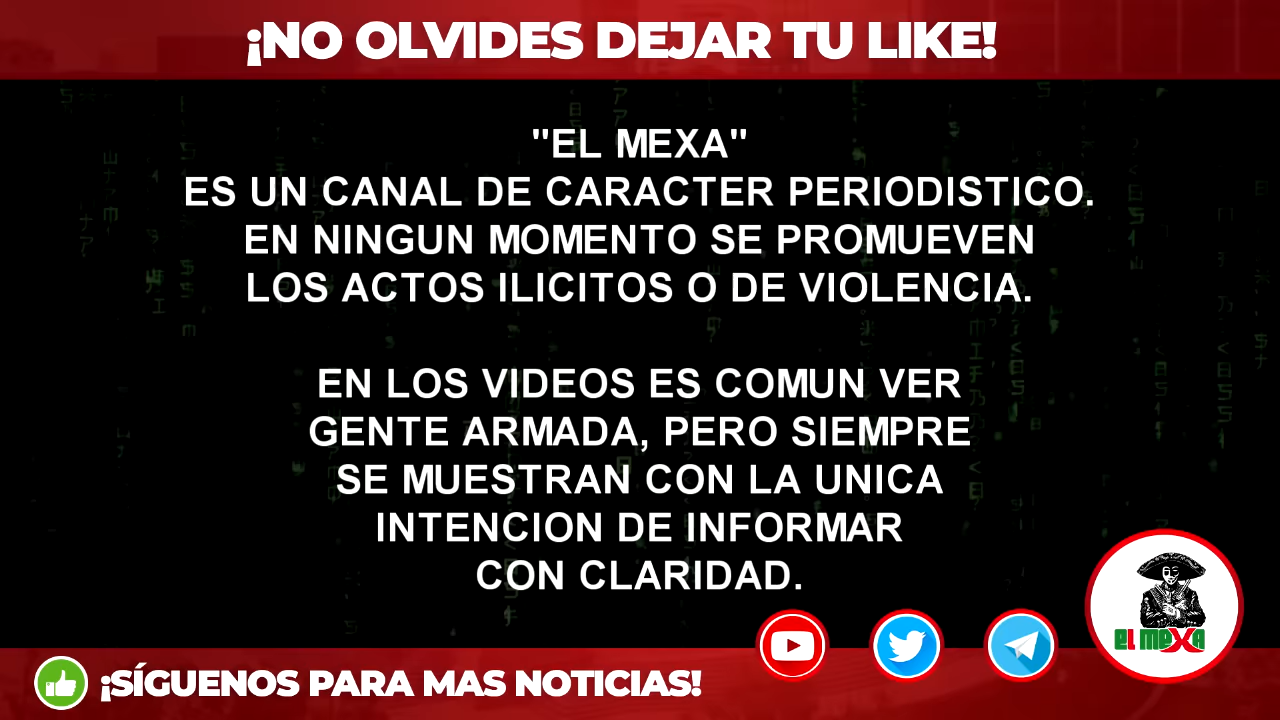 ¡NO OLVIDES DEJAR TU LIKE!
"EL MEXA"
ES UN CANAL DE CARACTER PERIODISTICO.
EN NINGUN MOMENTO SE PROMUEVEN
LOS ACTOS ILICITOS O DE VIOLENCIA.
EN LOS VIDEOS ES COMUN VER
GENTE ARMADA, PERO SIEMPRE
SE MUESTRAN CON LA UNICA
INTENCION DE INFORMAR
CON CLARIDAD.
EL MEXA
¡SÍGUENOS PARA MAS NOTICIAS!